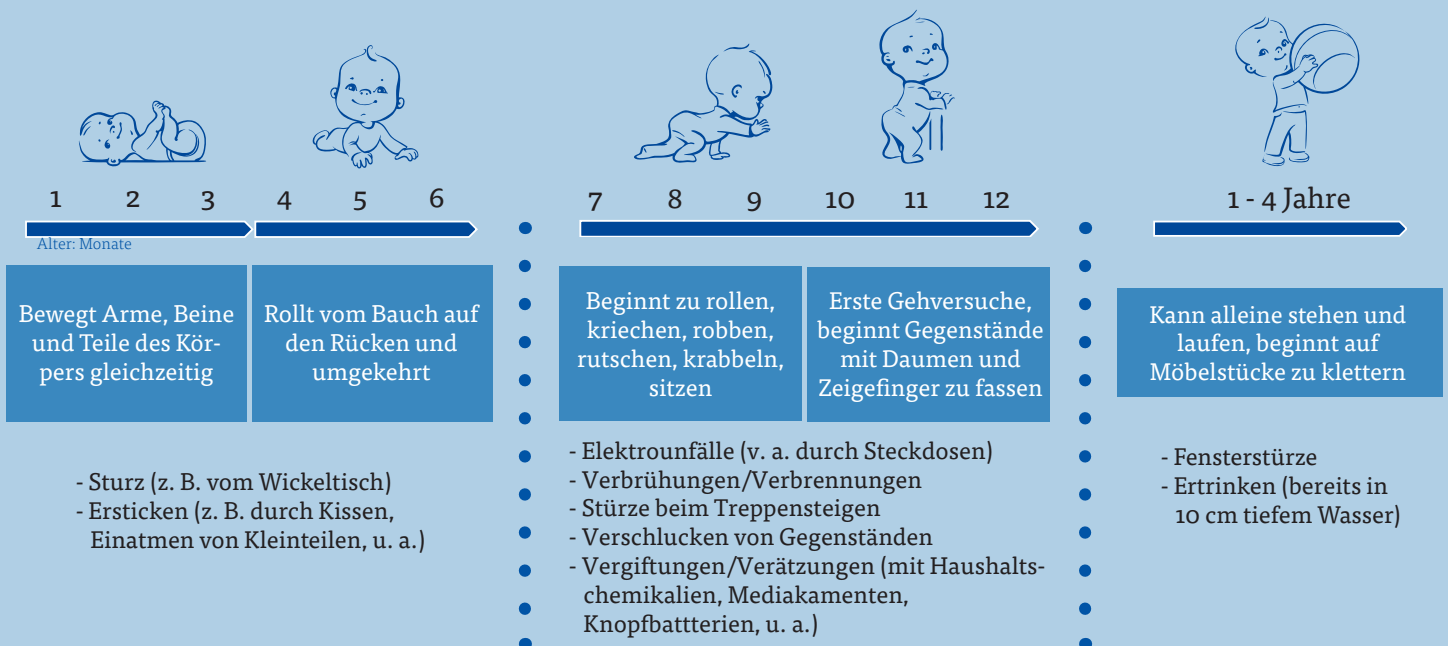 1 2 3 4 5 6
Alter: Monate
Bewegt Arme, Beine
und Teile des Kör-
pers gleichzeitig
Rollt vom Bauch auf
den Rücken und
umgekehrt
- Sturz (z. B. vom Wickeltisch)
- Ersticken (z. B. durch Kissen,
Einatmen von Kleinteilen, u. a.)
7 8 9 10 11 12
Beginnt zu rollen,
kriechen, robben,
rutschen, krabbeln,
sitzen
Erste Gehversuche,
beginnt Gegenstände
mit Daumen und
Zeigefinger zu fassen
- Elektrounfälle (v. a. durch Steckdosen)
- Verbrühungen/Verbrennungen
- Stürze beim Treppensteigen
- Verschlucken von Gegenständen
- Vergiftungen/Verätzungen (mit Haushalts-
chemikalien, Mediakamenten,
Knopfbattterien, u. a.)
1 - 4 Jahre
Kann alleine stehen und
laufen, beginnt auf
Möbelstücke zu klettern
- Fensterstürze
- Ertrinken (bereits in
10 cm tiefem Wasser)